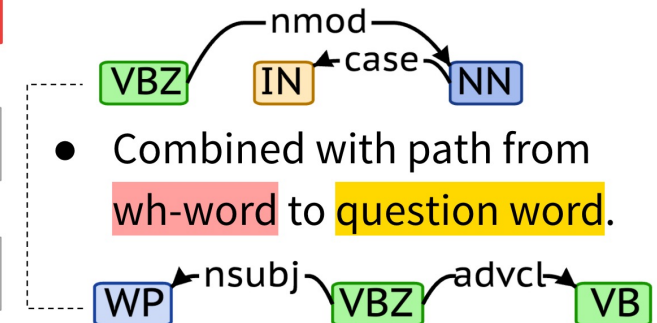 nmod
case
VBZ IN NN
● Combined with path from
wh-word to question word.
nsubj advcl
WP VBZ VB